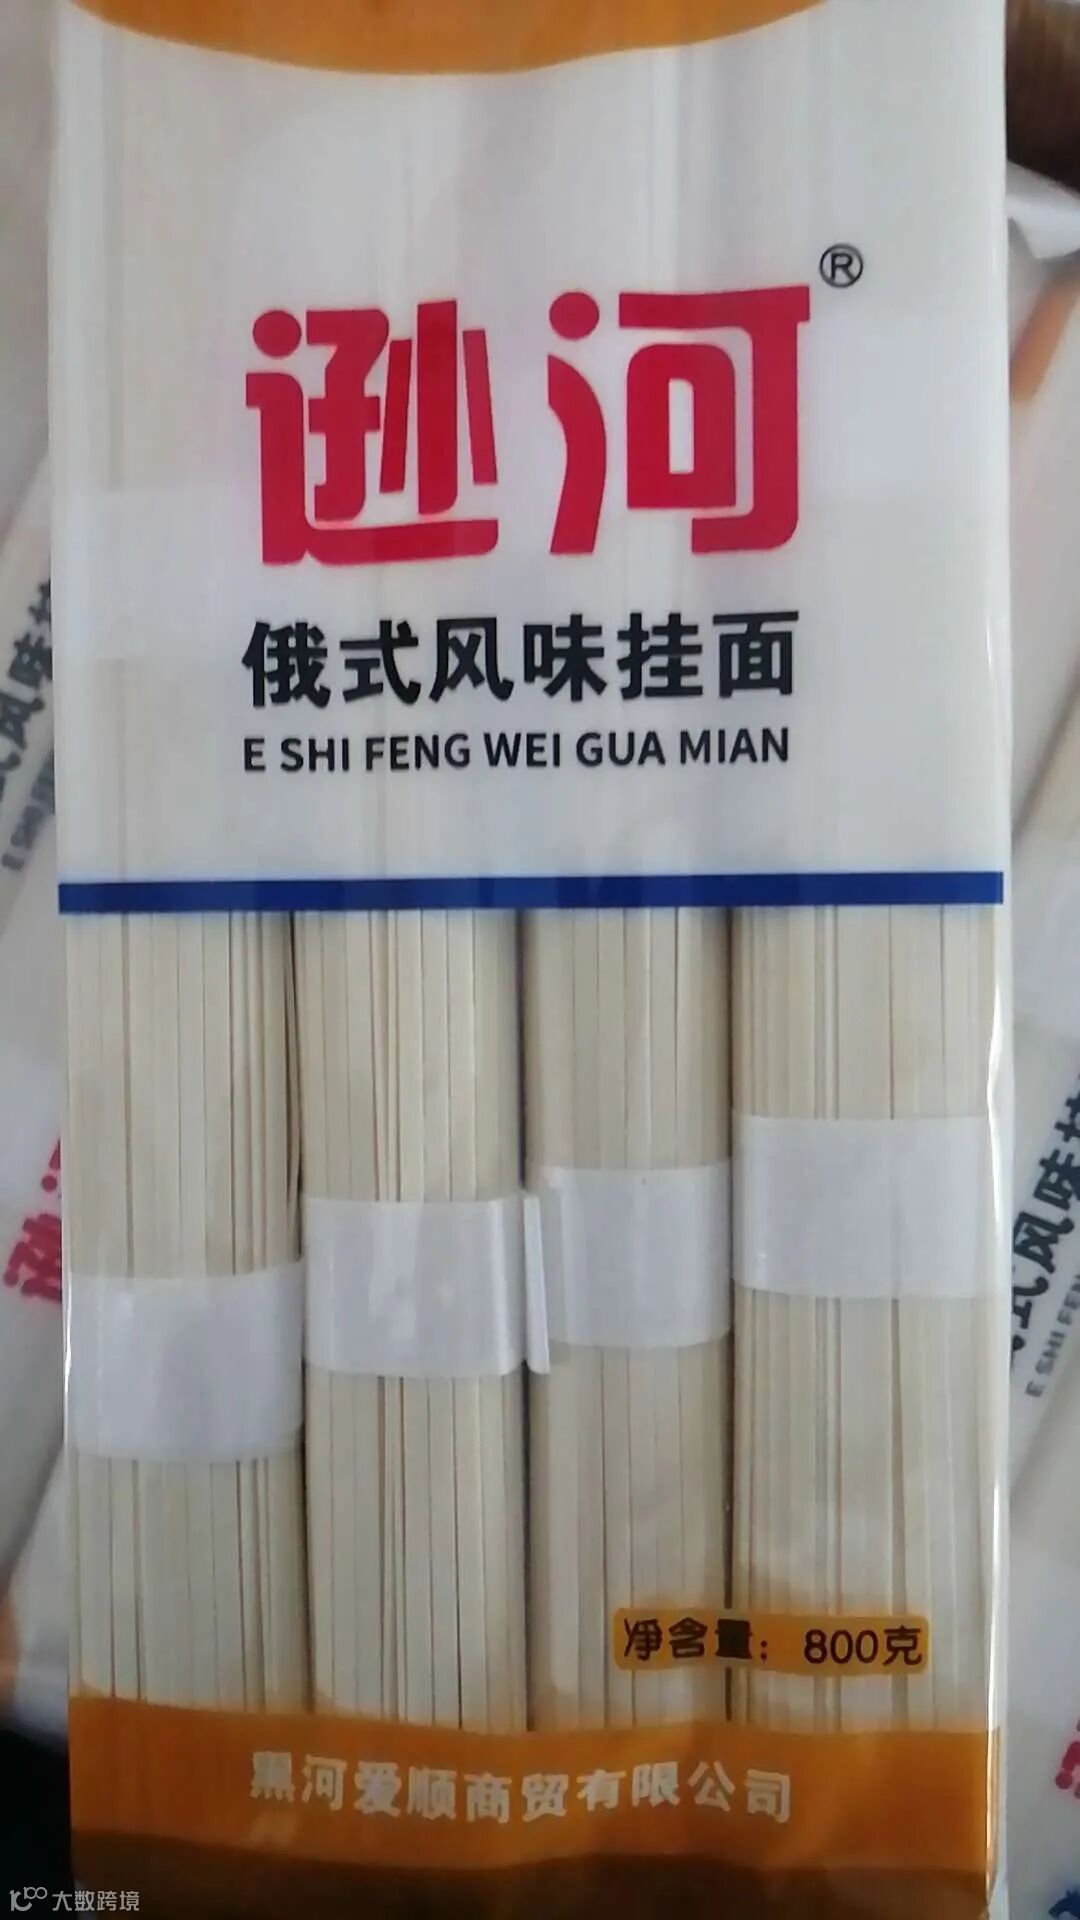 逊河®
俄式风味挂面
E SHI FENG WEI GUA MIAN
净含量：800克
黑河爱顺商贸有限公司
大数跨境